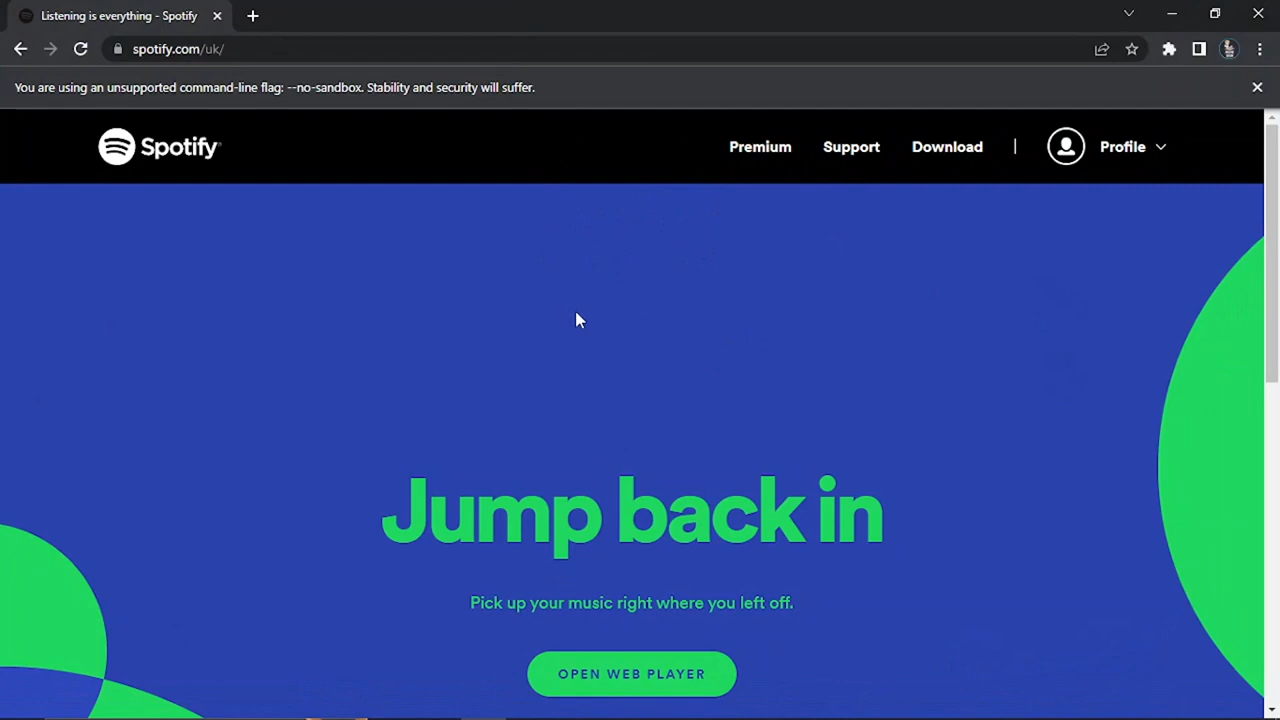 Listening is everything - Spotify
spotify.com/uk/
You are using an unsupported command-line flag: --no-sandbox. Stability and security will suffer.
Spotify
Premium
Support
Download
Profile
Jump back in
Pick up your music right where you left off.
OPEN WEB PLAYER